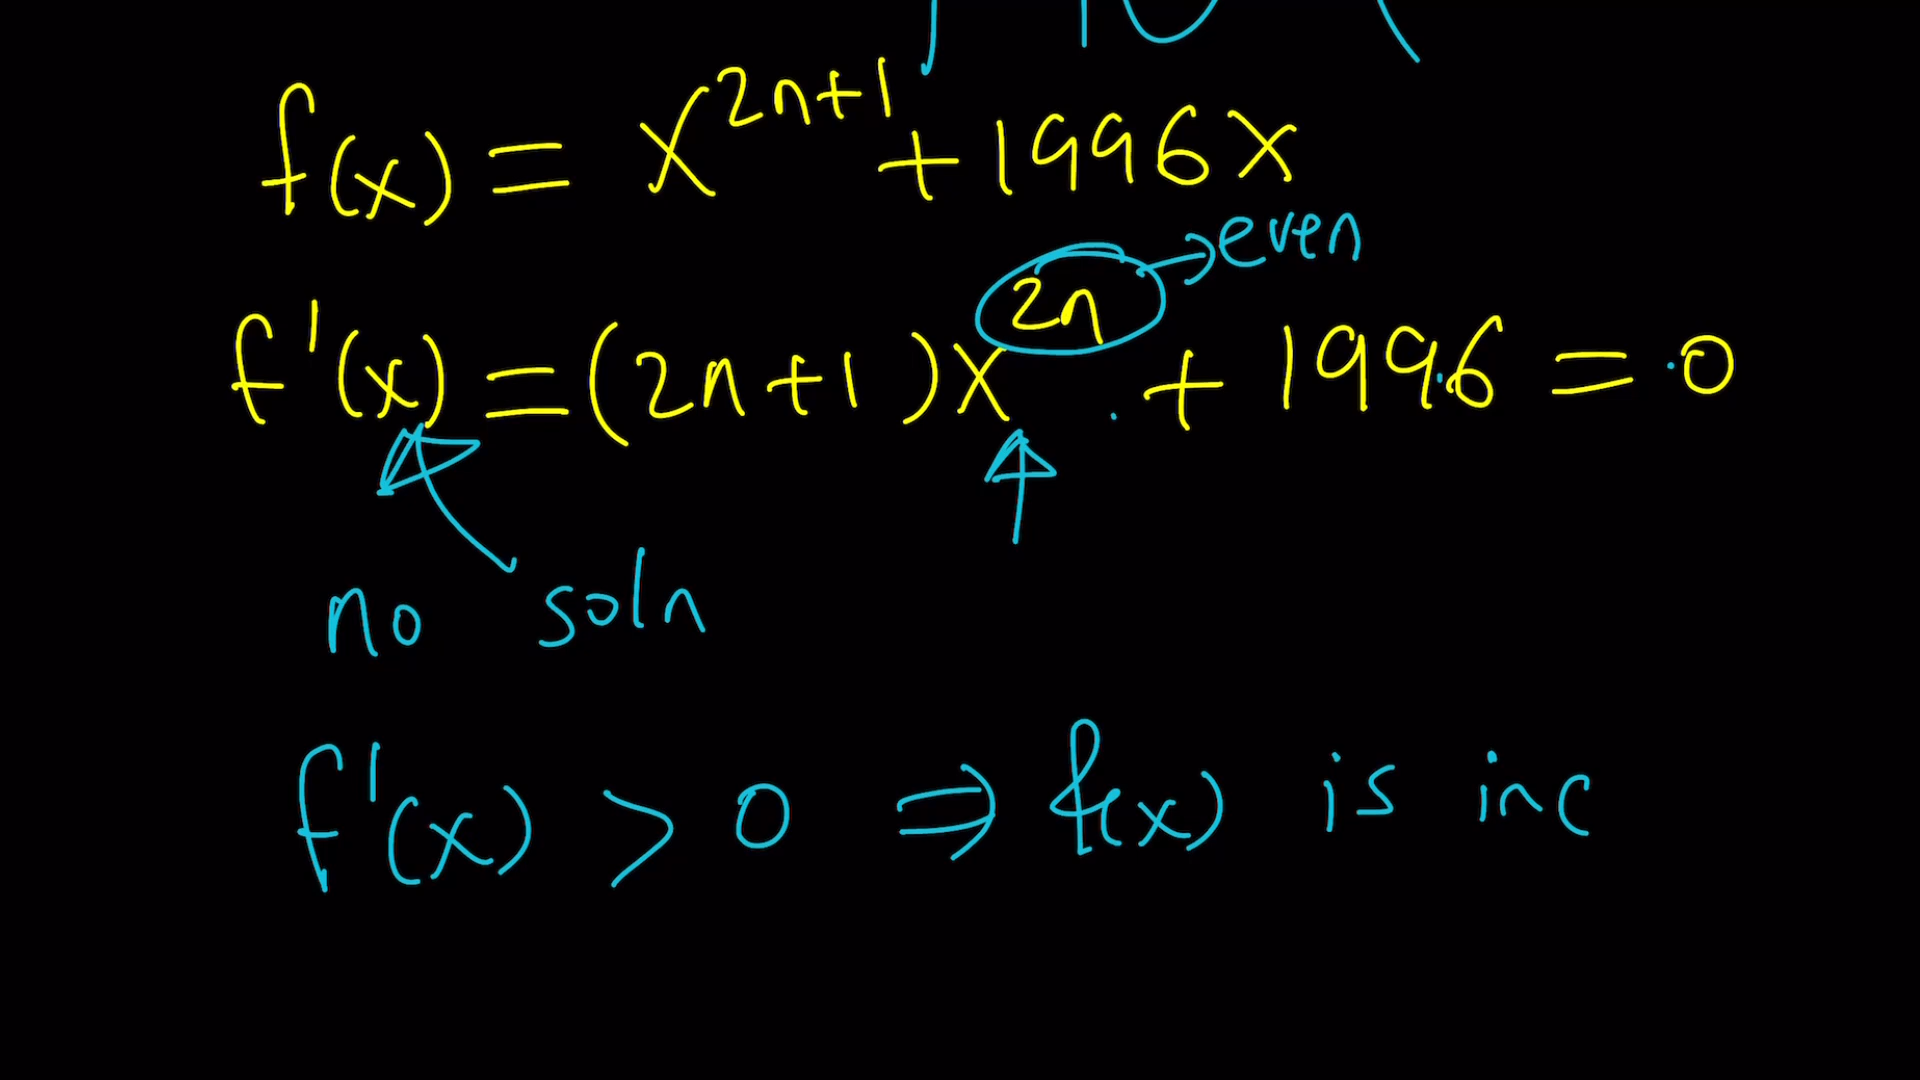 f(x) = x^{2n+1} + 1996x
even
f'(x) = (2n+1)x^{2n} + 1996 = 0
no soln
f'(x) > 0 ⇒ f(x) is inc